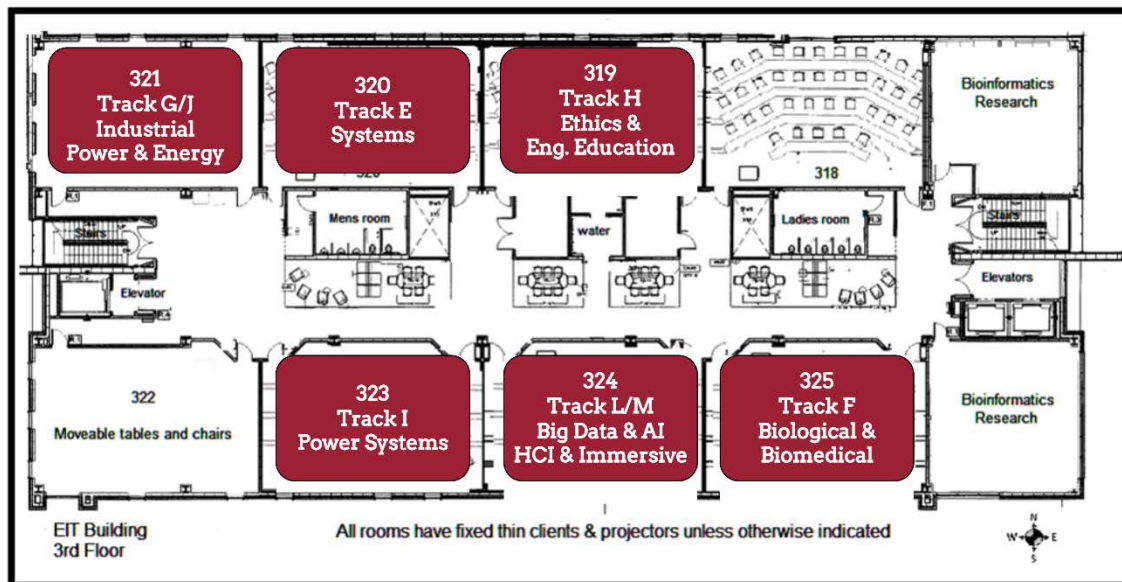 321
Track G/J
Industrial
Power & Energy
320
Track E
Systems
319
Track H
Ethics &
Eng. Education
318
Bioinformatics
Research
Mens room
water
Ladies room
Stairs
Stairs
Elevator
Elevators
322
Moveable tables and chairs
323
Track I
Power Systems
324
Track L/M
Big Data & AI
HCI & Immersive
325
Track F
Biological &
Biomedical
Bioinformatics
Research
EIT Building
3rd Floor
All rooms have fixed thin clients & projectors unless otherwise indicated
N
W E
S